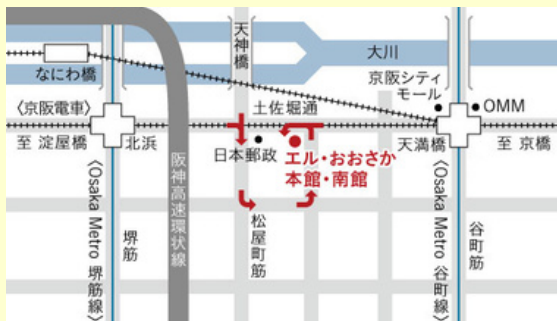 天神橋
大川
なにわ橋
京阪シティ
モール
OMM
〈京阪電車〉
土佐堀通
至 淀屋橋
北浜
日本郵政
エル・おおさか
本館・南館
天満橋
至 京橋
〈Osaka Metro 堺筋線〉
堺筋
阪神高速環状線
松屋町筋
〈Osaka Metro 谷町線〉
谷町筋